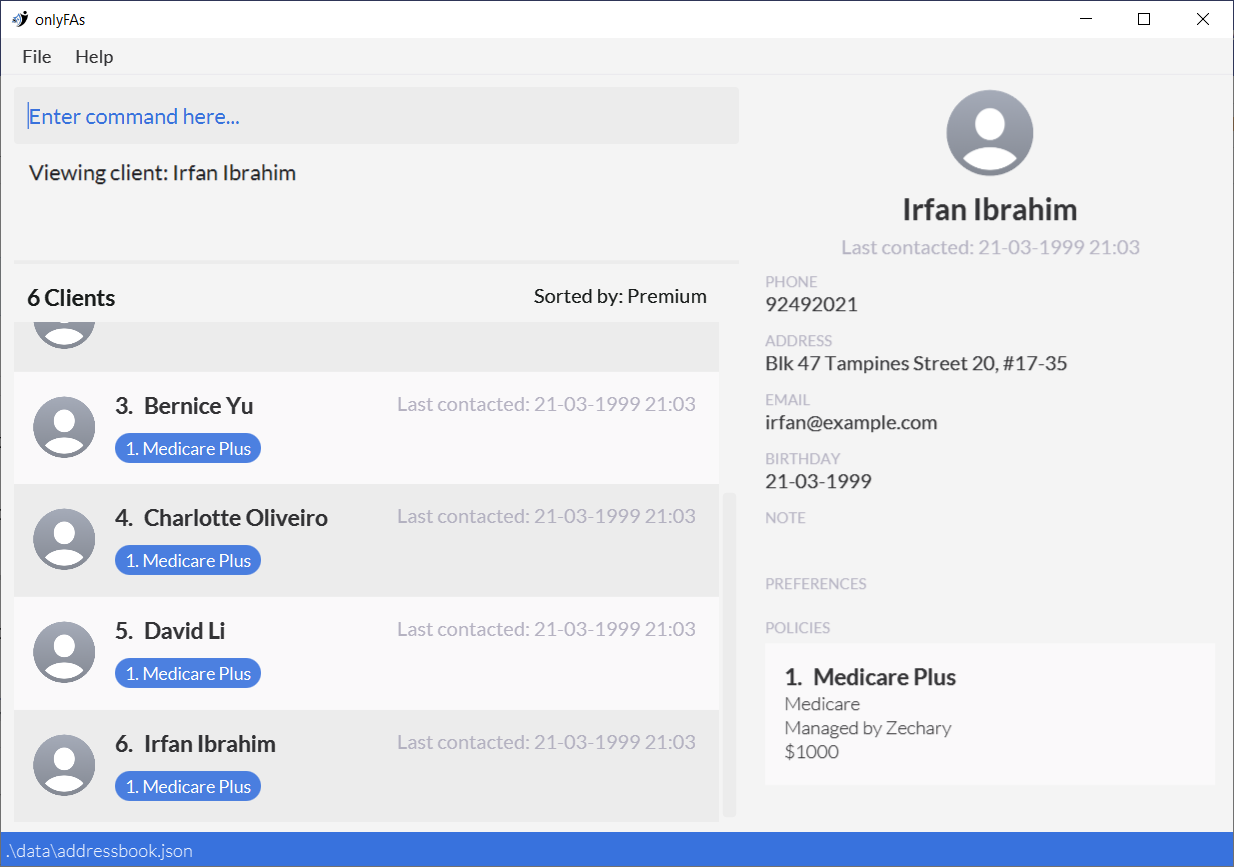 onlyFAs
File Help
Enter command here...
Viewing client: Irfan Ibrahim
6 Clients
Sorted by: Premium
3. Bernice Yu
Last contacted: 21-03-1999 21:03
1. Medicare Plus
4. Charlotte Oliveiro
Last contacted: 21-03-1999 21:03
1. Medicare Plus
5. David Li
Last contacted: 21-03-1999 21:03
1. Medicare Plus
6. Irfan Ibrahim
Last contacted: 21-03-1999 21:03
1. Medicare Plus
Irfan Ibrahim
Last contacted: 21-03-1999 21:03
PHONE
92492021
ADDRESS
Blk 47 Tampines Street 20, #17-35
EMAIL
irfan@example.com
BIRTHDAY
21-03-1999
NOTE
PREFERENCES
POLICIES
1. Medicare Plus
Medicare
Managed by Zechary
$1000
.\data\addressbook.json